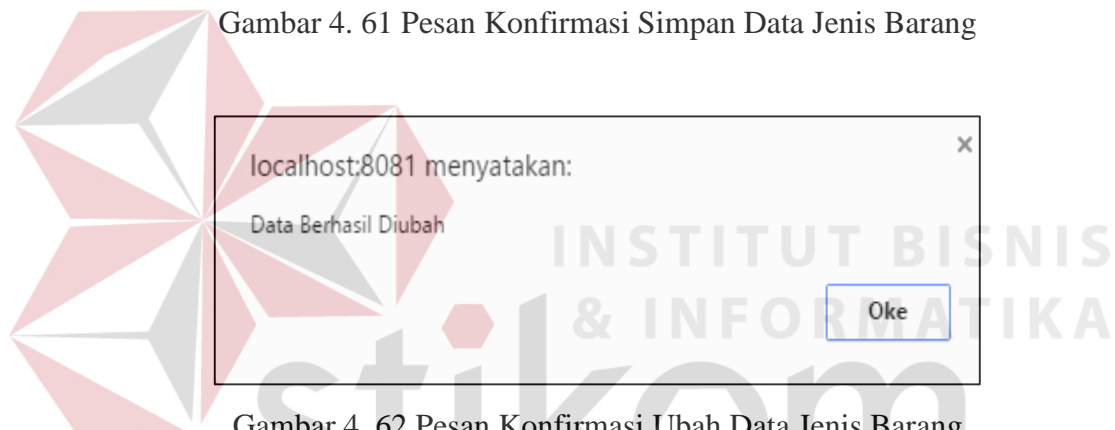 Gambar 4. 61 Pesan Konfirmasi Simpan Data Jenis Barang
localhost:8081 menyatakan:
×
Data Berhasil Diubah
INSTITUT BISNIS
& INFORMATIKA
Oke
stikom
Gambar 4. 62 Pesan Konfirmasi Ubah Data Jenis Barang